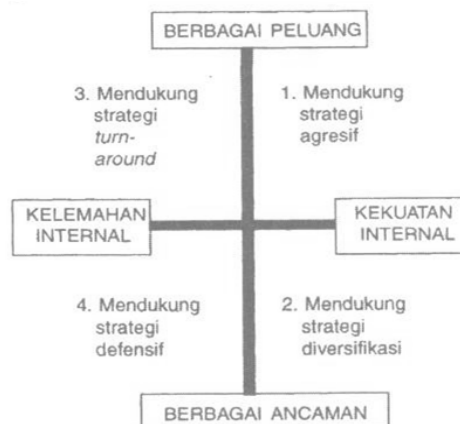 BERBAGAI PELUANG
3. Mendukung
strategi
turn-
around
1. Mendukung
strategi
agresif
KELEMAHAN
INTERNAL
KEKUATAN
INTERNAL
4. Mendukung
strategi
defensif
2. Mendukung
strategi
diversifikasi
BERBAGAI ANCAMAN